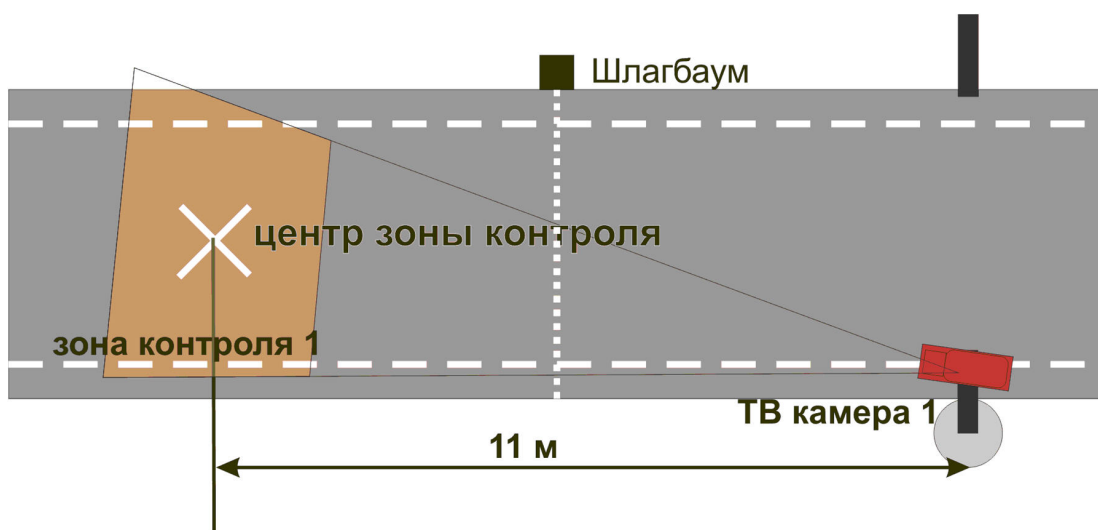 Шлагбаум
центр зоны контроля
зона контроля 1
ТВ камера 1
11 м